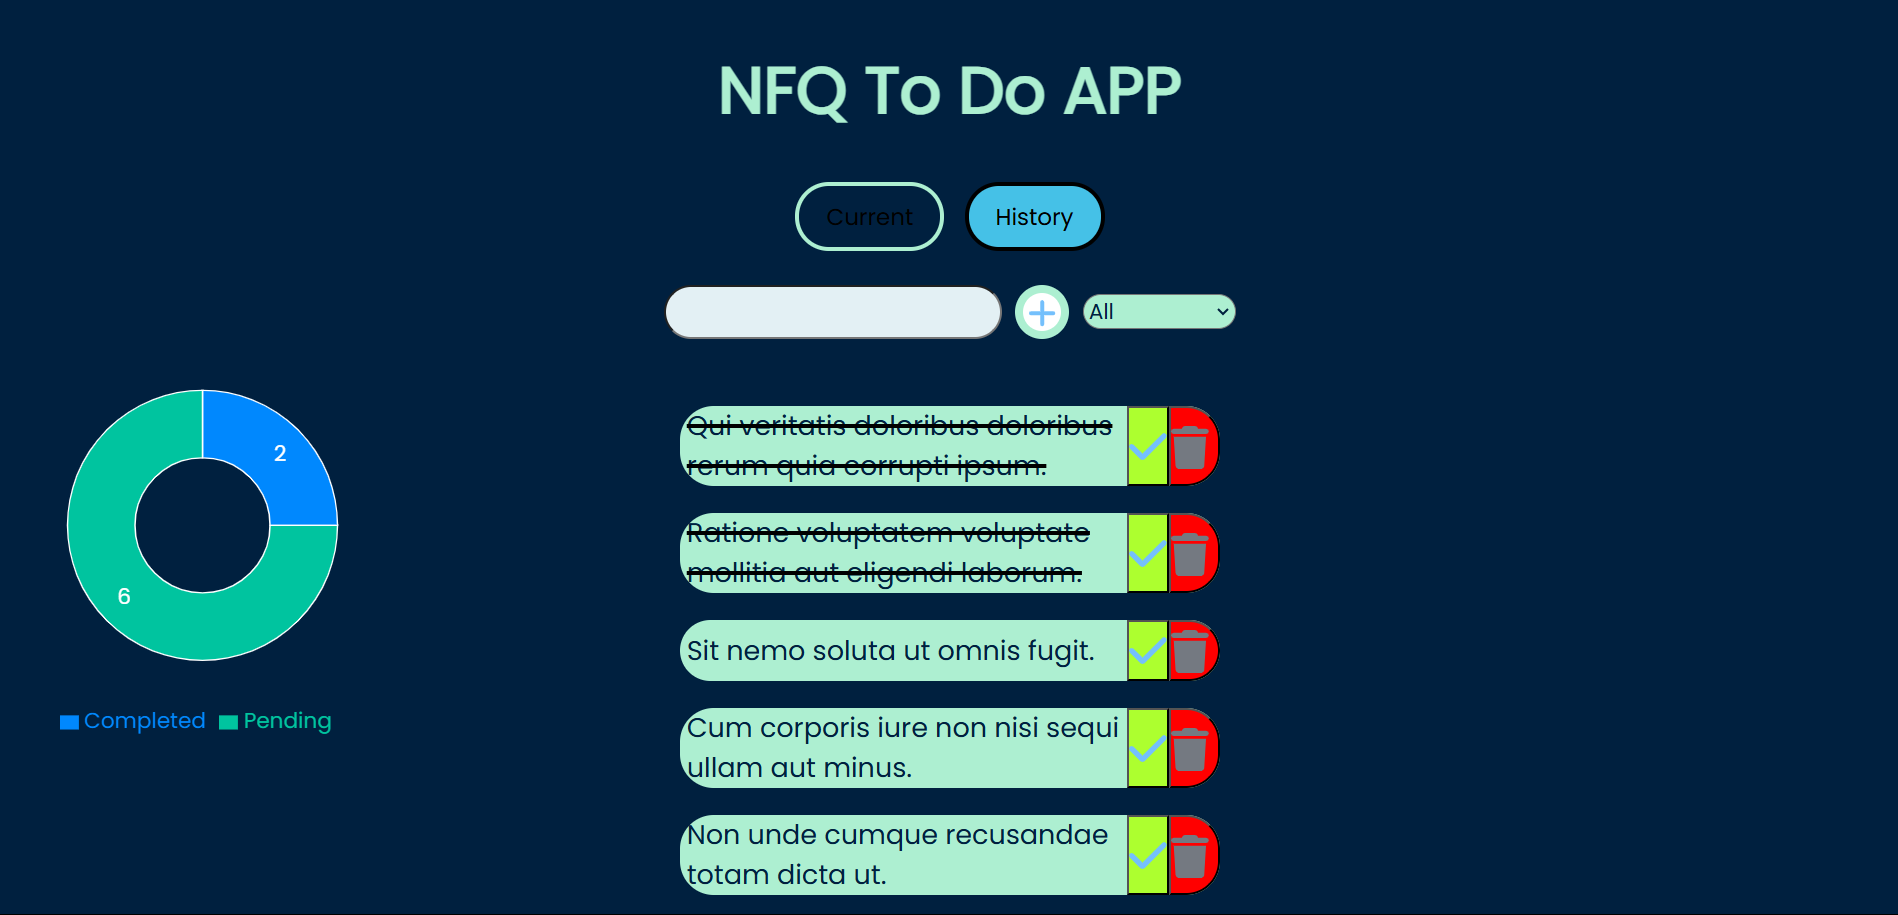 NFQ To Do APP
Current
History
All
2
6
Completed
Pending
Qui veritatis doloribus doloribus
rerum quia corrupti ipsum.
Ratione voluptatem voluptate
mollitia aut eligendi laborum.
Sit nemo soluta ut omnis fugit.
Cum corporis iure non nisi sequi
ullam aut minus.
Non unde cumque recusandae
totam dicta ut.